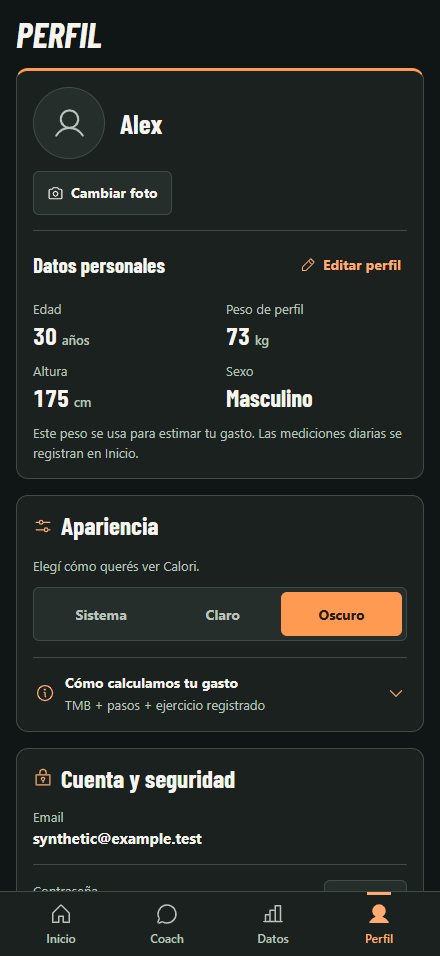 PERFIL
Alex
Cambiar foto
Datos personales
Editar perfil
Edad
Peso de perfil
30 años
73 kg
Altura
Sexo
175 cm
Masculino
Este peso se usa para estimar tu gasto. Las mediciones diarias se
registran en Inicio.
Apariencia
Elegí cómo querés ver Calori.
Sistema
Claro
Oscuro
Cómo calculamos tu gasto
TMB + pasos + ejercicio registrado
Cuenta y seguridad
Email
synthetic@example.test
Contraseña
Inicio
Coach
Datos
Perfil